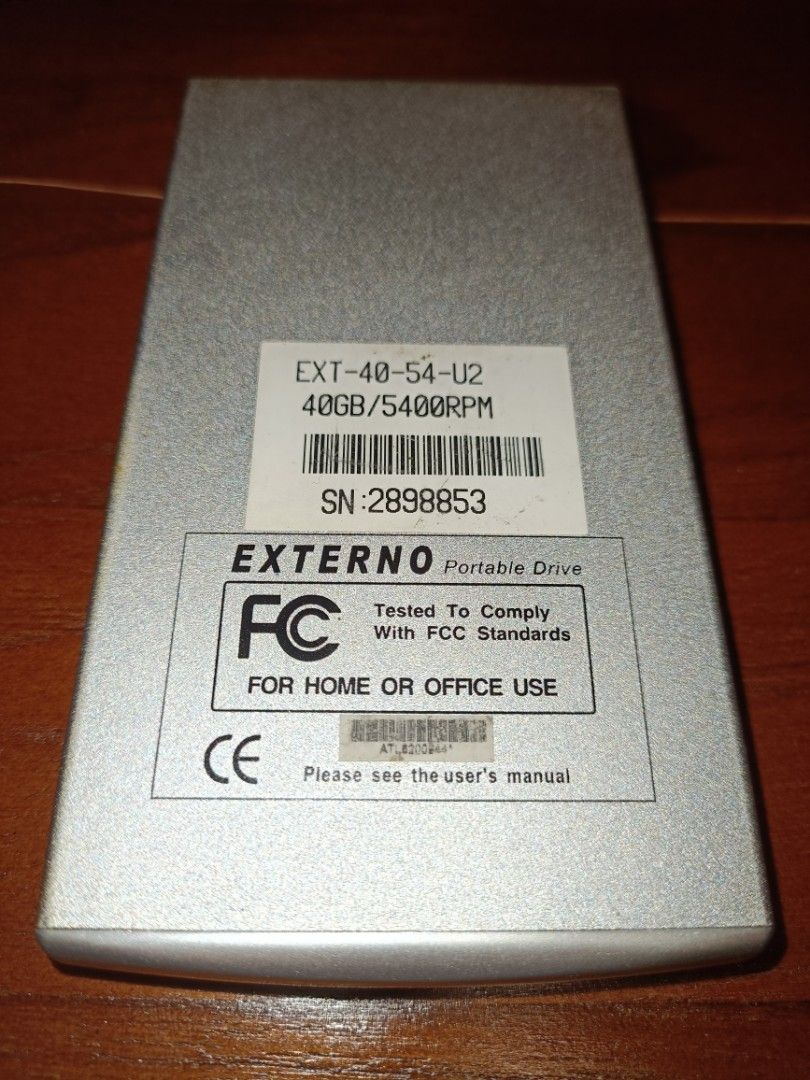 EXT-40-54-U2
40GB/5400RPM
SN:2898853
EXTERNO Portable Drive
FC Tested To Comply
With FCC Standards
FOR HOME OR OFFICE USE
CE
Please see the user's manual